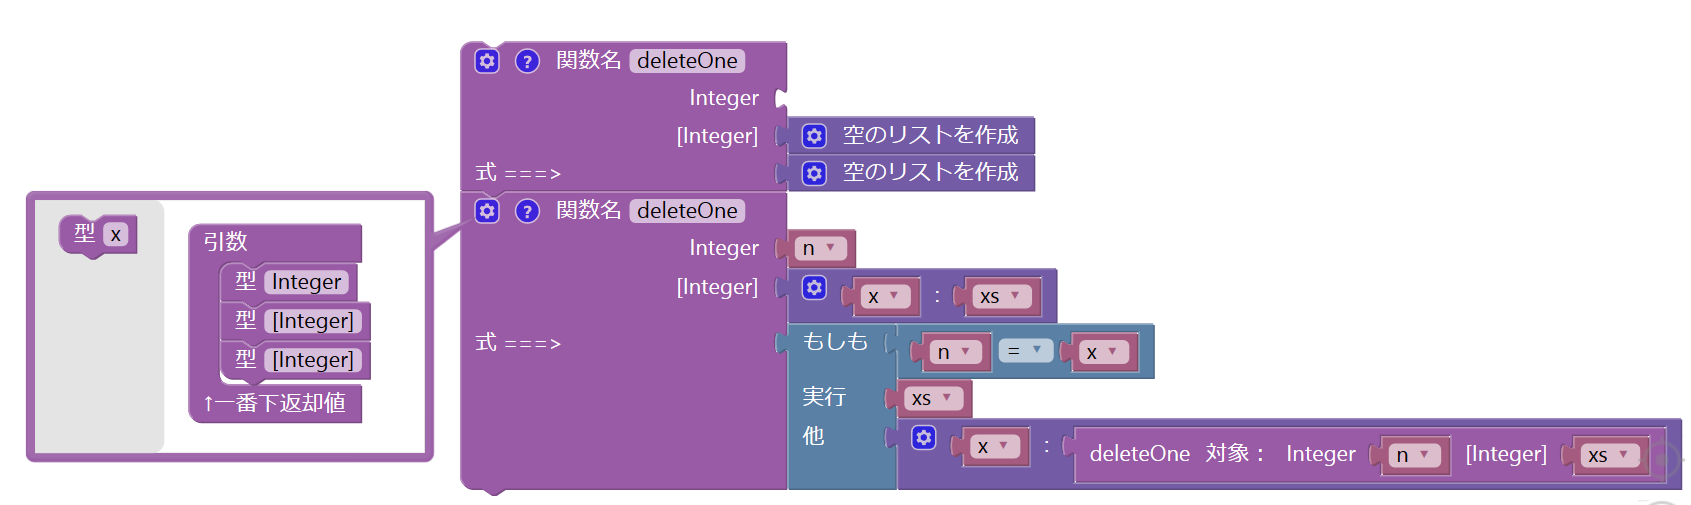 ? 関数名 deleteOne
Integer
[Integer] 空のリストを作成
式 ===> 空のリストを作成
? 関数名 deleteOne
Integer n
[Integer] x : xs
式 ===> もしも n = x
実行 xs
他 x : deleteOne 対象： Integer n [Integer] xs
型 x
引数
型 Integer
型 [Integer]
型 [Integer]
↑一番下返却値